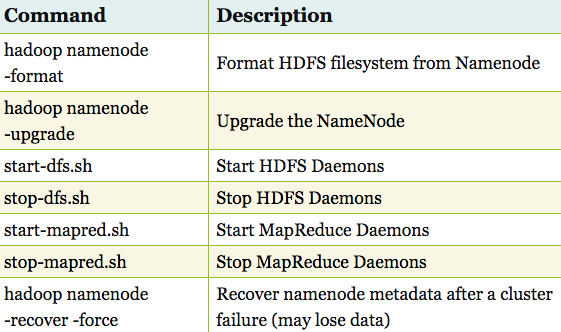 Command Description
hadoop namenode
-format
Format HDFS filesystem from Namenode
hadoop namenode
-upgrade
Upgrade the NameNode
start-dfs.sh Start HDFS Daemons
stop-dfs.sh Stop HDFS Daemons
start-mapred.sh Start MapReduce Daemons
stop-mapred.sh Stop MapReduce Daemons
hadoop namenode
-recover -force
Recover namenode metadata after a cluster
failure (may lose data)